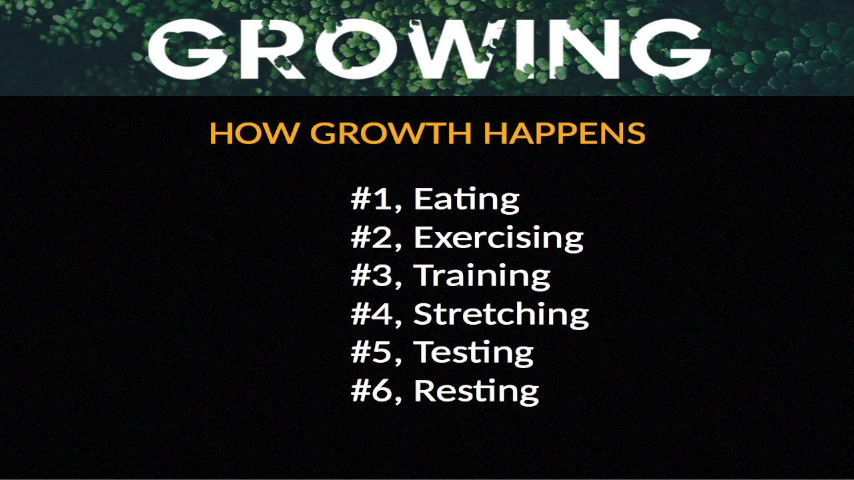 GROWING
HOW GROWTH HAPPENS
#1, Eating
#2, Exercising
#3, Training
#4, Stretching
#5, Testing
#6, Resting